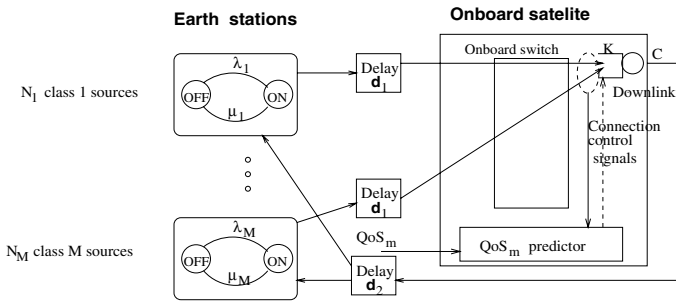 Earth stations
Onboard satelite
λ1
OFF
ON
μ1
N1 class 1 sources
Delay
d1
Onboard switch
K
C
Downlink
Connection
control
signals
Delay
d1
λM
OFF
ON
μM
NM class M sources
QoSm
Delay
d2
QoSm predictor